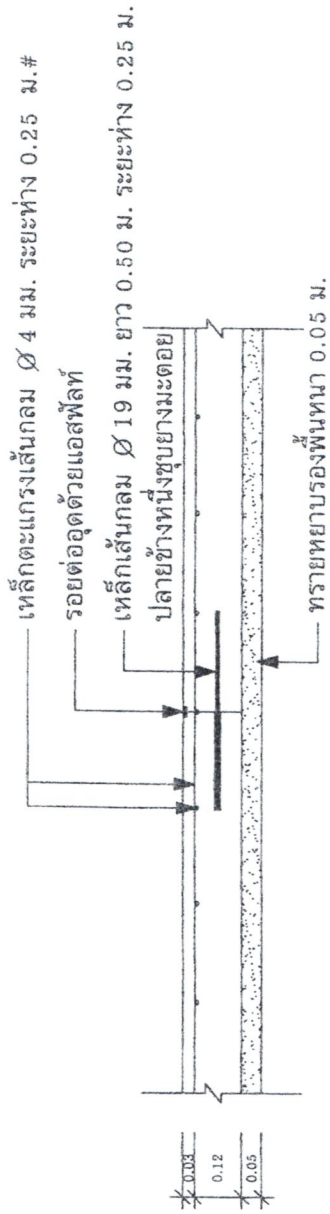 เหล็กตะแกรงเส้นกลม Ø 4 มม. ระยะห่าง 0.25 ม.#
รอยต่ออุดด้วยแอสฟัลท์
เหล็กเส้นกลม Ø 19 มม. ยาว 0.50 ม. ระยะห่าง 0.25 ม.
ปลายข้างหนึ่งชุบยางมะตอย
ทรายหยาบรองพื้นหนา 0.05 ม.
0.03
0.12
0.05